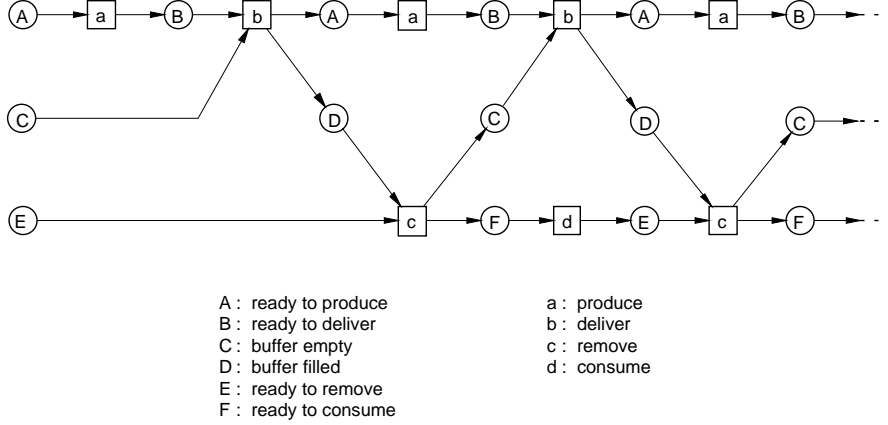 A a B b A a B b A a B
C D C D C
E c F d E c F
A : ready to produce
B : ready to deliver
C : buffer empty
D : buffer filled
E : ready to remove
F : ready to consume
a : produce
b : deliver
c : remove
d : consume